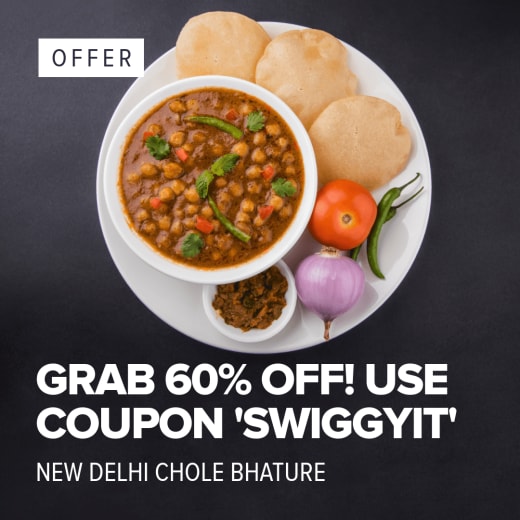 OFFER
GRAB 60% OFF! USE
COUPON 'SWIGGYIT'
NEW DELHI CHOLE BHATURE